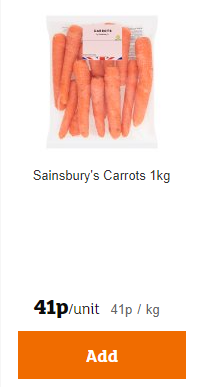 CARROTS
Sainsbury's Carrots 1kg
41p/unit 41p / kg
Add